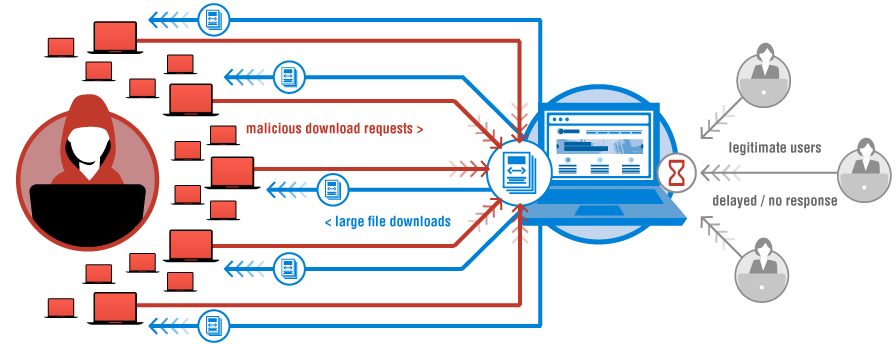 malicious download requests >
legitimate users
delayed / no response
< large file downloads